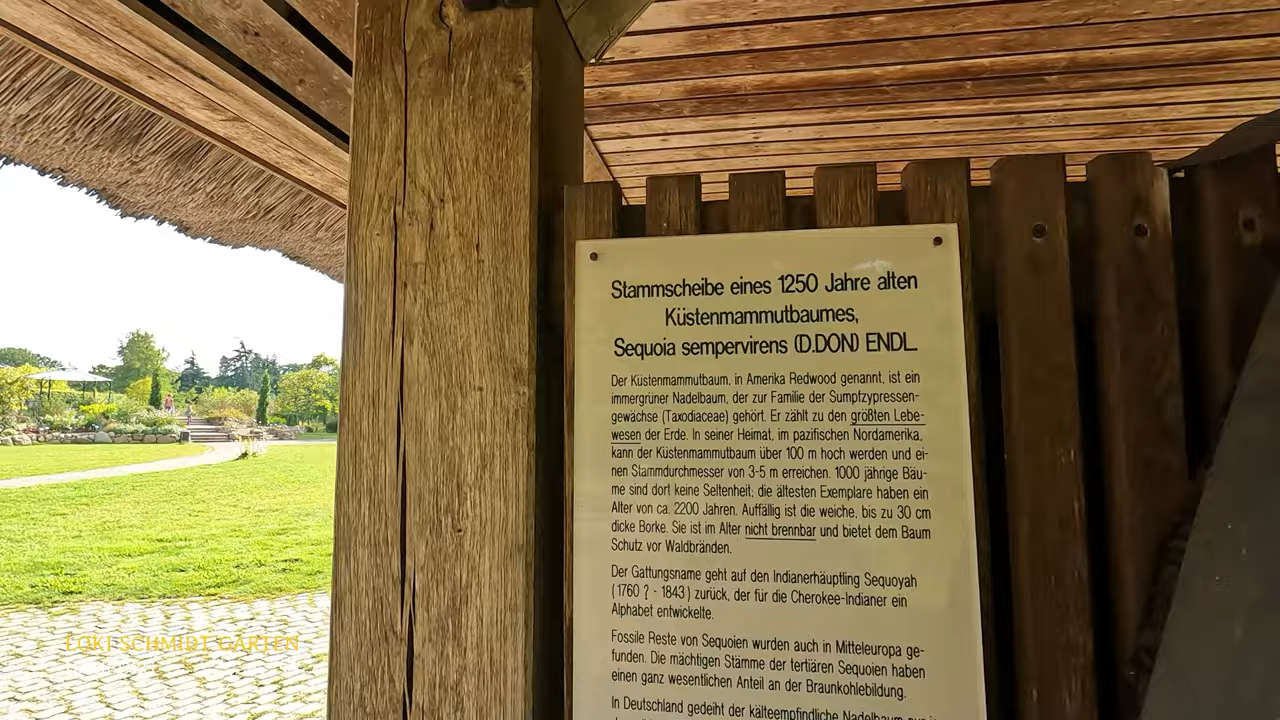 Stammscheibe eines 1250 Jahre alten
Küstenmammutbaumes,
Sequoia sempervirens (D.DON) ENDL.
Der Küstenmammutbaum, in Amerika Redwood genannt, ist ein
immergrüner Nadelbaum, der zur Familie der Sumpfzypressen-
gewächse (Taxodiaceae) gehört. Er zählt zu den größten Lebe-
wesen der Erde. In seiner Heimat, im pazifischen Nordamerika,
kann der Küstenmammutbaum über 100 m hoch werden und ei-
nen Stammdurchmesser von 3-5 m erreichen. 1000 jährige Bäu-
me sind dort keine Seltenheit; die ältesten Exemplare haben ein
Alter von ca. 2200 Jahren. Auffällig ist die weiche, bis zu 30 cm
dicke Borke. Sie ist im Alter nicht brennbar und bietet dem Baum
Schutz vor Waldbränden.
Der Gattungsname geht auf den Indianerhäuptling Sequoyah
(1760 ? - 1843) zurück, der für die Cherokee-Indianer ein
Alphabet entwickelte.
Fossile Reste von Sequoien wurden auch in Mitteleuropa ge-
funden. Die mächtigen Stämme der tertiären Sequoien haben
einen ganz wesentlichen Anteil an der Braunkohlebildung.
In Deutschland gedeiht der kälteempfindliche Nadelbaum nur
LOKI SCHMIDT GARTEN